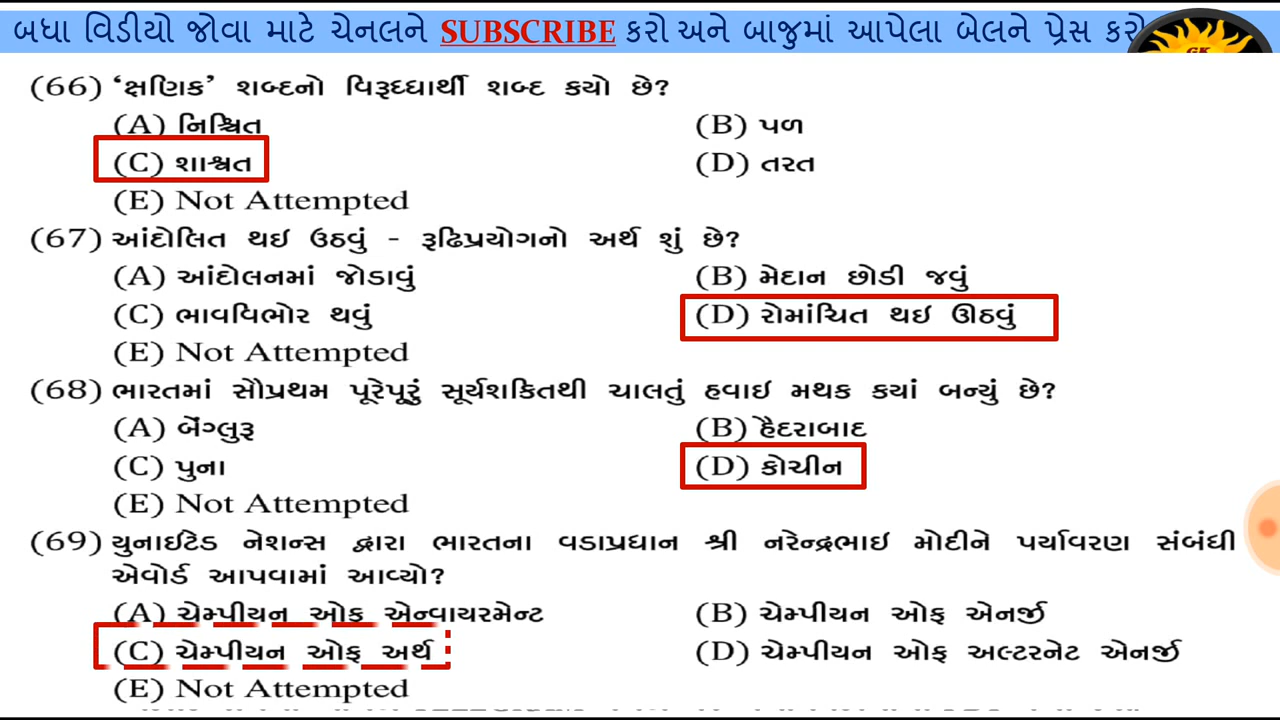 બધા વિડીયો જોવા માટે ચેનલને SUBSCRIBE કરો અને બાજુમાં આપેલા બેલને પ્રેસ કરો
GK
(66) ‘ક્ષણિક’ શબ્દનો વિરૂધ્ધાર્થી શબ્દ કયો છે?
(A) નિશ્ચિત (B) પળ
(C) શાશ્વત (D) તરત
(E) Not Attempted
(67) આંદોલિત થઇ ઉઠવું - રૂઢિપ્રયોગનો અર્થ શું છે?
(A) આંદોલનમાં જોડાવું (B) મેદાન છોડી જવું
(C) ભાવવિભોર થવું (D) રોમાંચિત થઇ ઊઠવું
(E) Not Attempted
(68) ભારતમાં સૌપ્રથમ પૂરેપૂરું સૂર્યશકિતથી ચાલતું હવાઇ મથક કયાં બન્યું છે?
(A) બેંગ્લુરૂ (B) હૈદરાબાદ
(C) પુના (D) કોચીન
(E) Not Attempted
(69) યુનાઇટેડ નેશન્સ દ્વારા ભારતના વડાપ્રધાન શ્રી નરેન્દ્રભાઇ મોદીને પર્યાવરણ સંબંધી
એવોર્ડ આપવામાં આવ્યો?
(A) ચેમ્પીયન ઓફ એન્વાયરમેન્ટ (B) ચેમ્પીયન ઓફ એનર્જી
(C) ચેમ્પીયન ઓફ અર્થ (D) ચેમ્પીયન ઓફ અલ્ટરનેટ એનર્જી
(E) Not Attempted